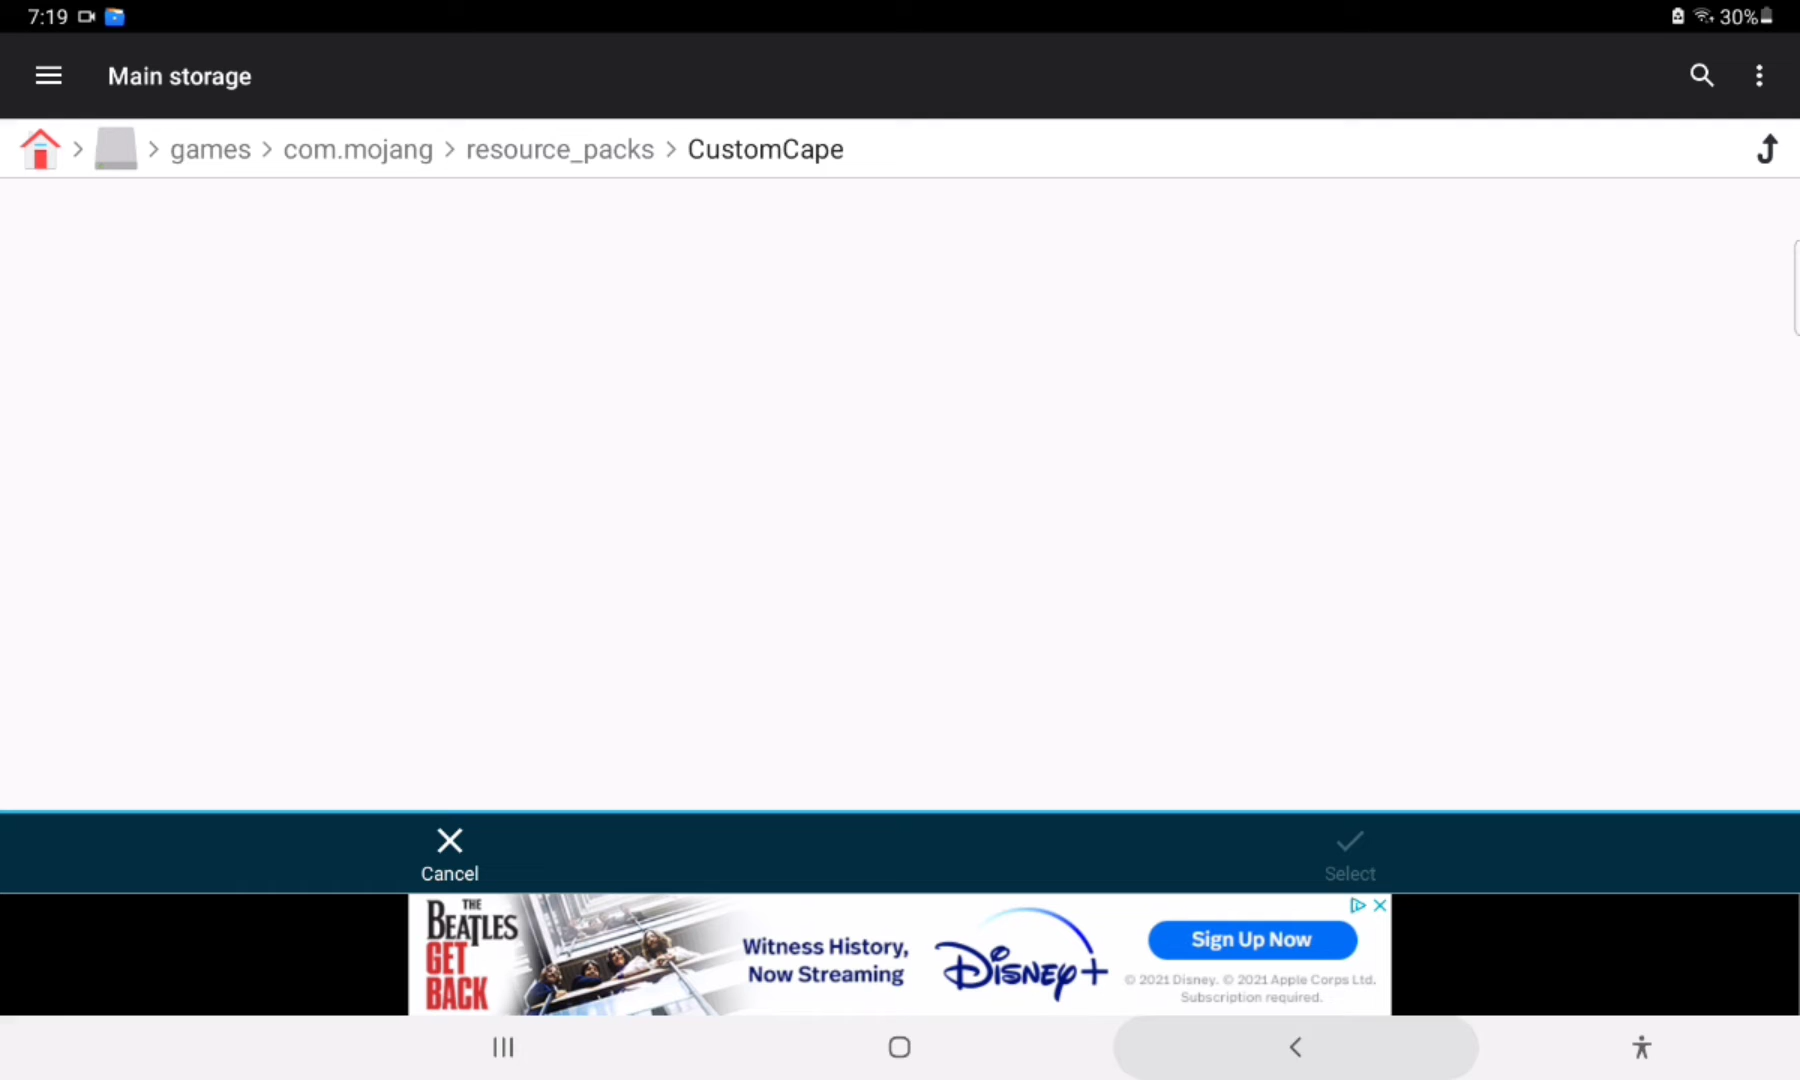 7:19
30%
Main storage
games
com.mojang
resource_packs
CustomCape
Cancel
Select
THE
BEATLES
GET
BACK
Witness History,
Now Streaming
Disney+
Sign Up Now
© 2021 Disney. © 2021 Apple Corps Ltd.
Subscription required.